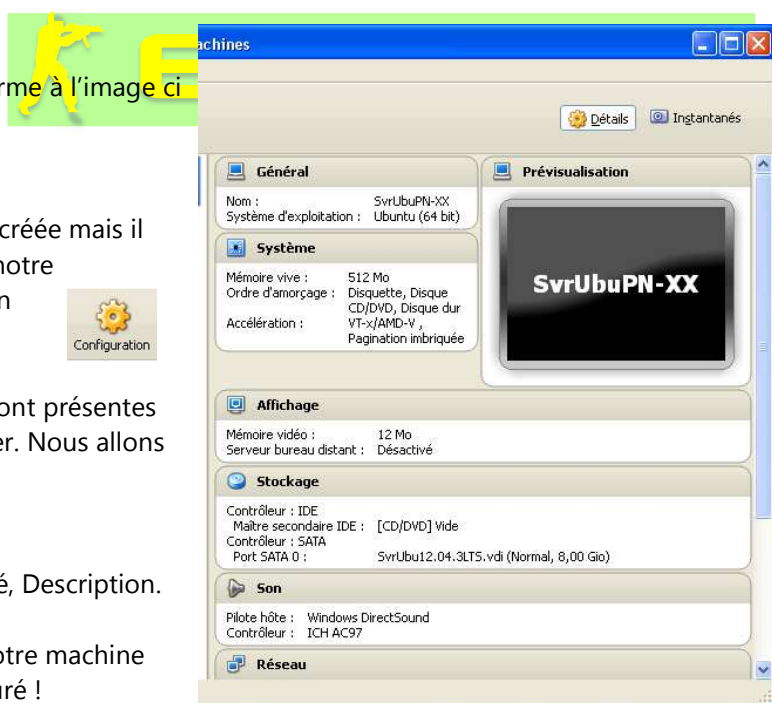 rme à l'image ci
créée mais il
notre
n
Configuration
ont présentes
er. Nous allons
é, Description.
otre machine
uré !
achines
Détails
Instantanés
Général
Nom : SvrUbuPN-XX
Système d'exploitation : Ubuntu (64 bit)
Système
Mémoire vive : 512 Mo
Ordre d'amorçage : Disquette, Disque
CD/DVD, Disque dur
Accélération : VT-x/AMD-V ,
Pagination imbriquée
Prévisualisation
SvrUbuPN-XX
Affichage
Mémoire vidéo : 12 Mo
Serveur bureau distant : Désactivé
Stockage
Contrôleur : IDE
Maître secondaire IDE : [CD/DVD] Vide
Contrôleur : SATA
Port SATA 0 : SvrUbu12.04.3LTS.vdi (Normal, 8,00 Gio)
Son
Pilote hôte : Windows DirectSound
Contrôleur : ICH AC97
Réseau